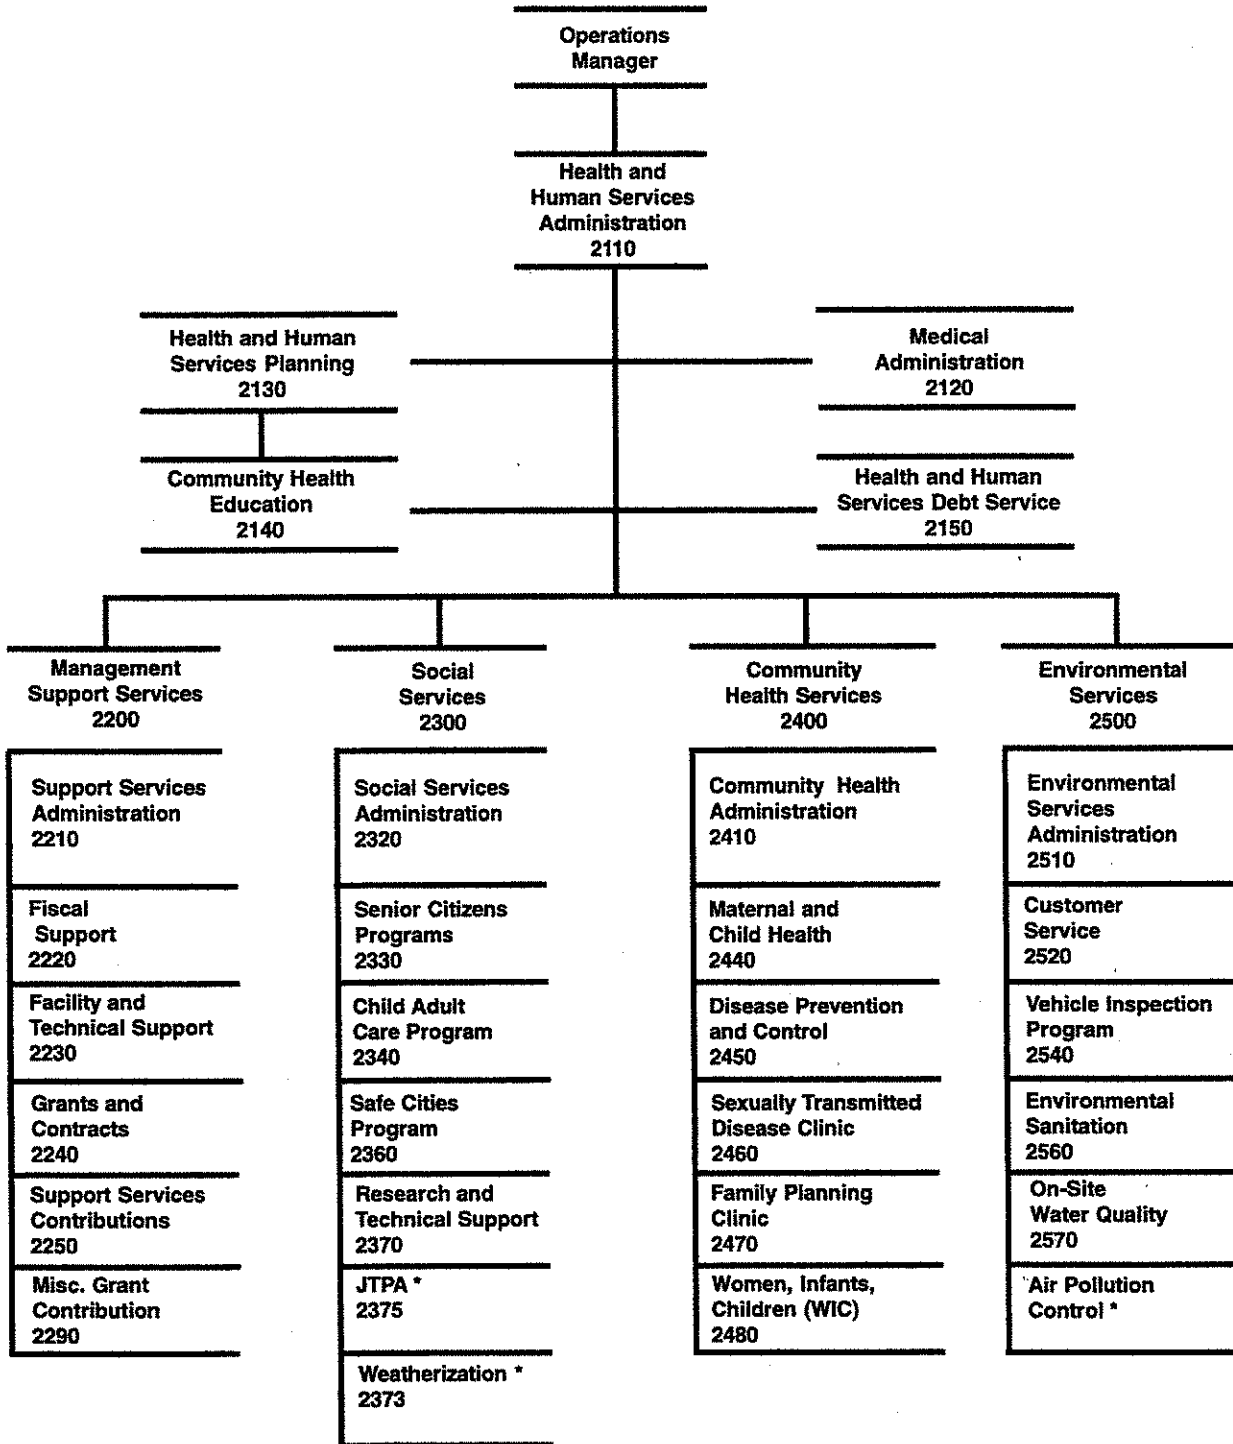 Operations
Manager
Health and
Human Services
Administration
2110
Health and Human
Services Planning
2130
Medical
Administration
2120
Community Health
Education
2140
Health and Human
Services Debt Service
2150
Management
Support Services
2200
Support Services
Administration
2210
Fiscal
Support
2220
Facility and
Technical Support
2230
Grants and
Contracts
2240
Support Services
Contributions
2250
Misc. Grant
Contribution
2290
Social
Services
2300
Social Services
Administration
2320
Senior Citizens
Programs
2330
Child Adult
Care Program
2340
Safe Cities
Program
2360
Research and
Technical Support
2370
JTPA *
2375
Weatherization *
2373
Community
Health Services
2400
Community Health
Administration
2410
Maternal and
Child Health
2440
Disease Prevention
and Control
2450
Sexually Transmitted
Disease Clinic
2460
Family Planning
Clinic
2470
Women, Infants,
Children (WIC)
2480
Environmental
Services
2500
Environmental
Services
Administration
2510
Customer
Service
2520
Vehicle Inspection
Program
2540
Environmental
Sanitation
2560
On-Site
Water Quality
2570
Air Pollution
Control *